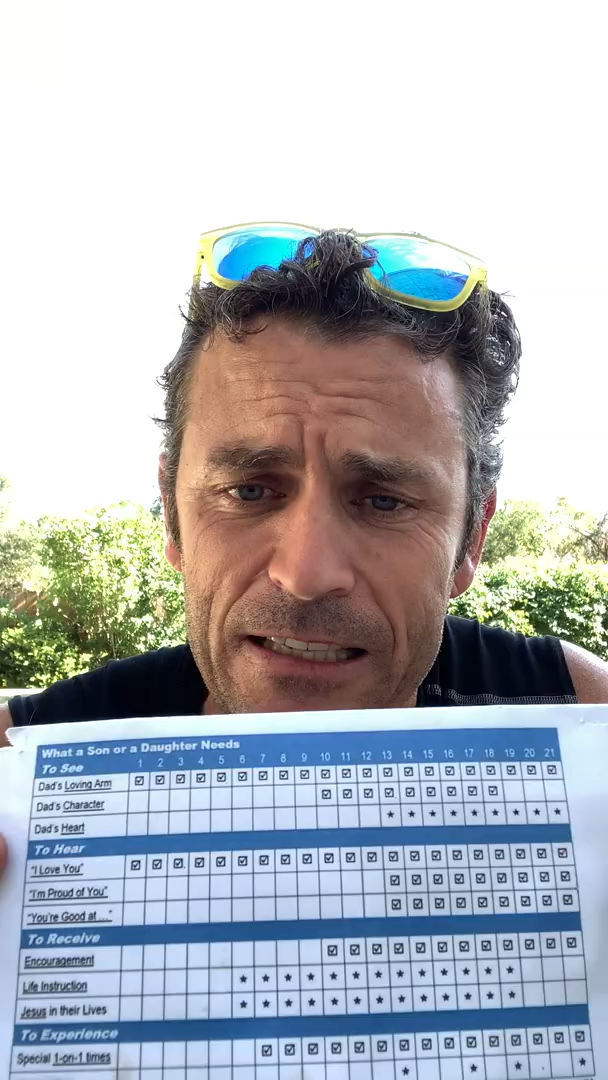 What a Son or a Daughter Needs
To See 1 2 3 4 5 6 7 8 9 10 11 12 13 14 15 16 17 18 19 20 21
Dad's Loving Arm
Dad's Character
Dad's Heart
To Hear
"I Love You"
"I'm Proud of You"
"You're Good at ..."
To Receive
Encouragement
Life Instruction
Jesus in their Lives
To Experience
Special 1-on-1 times